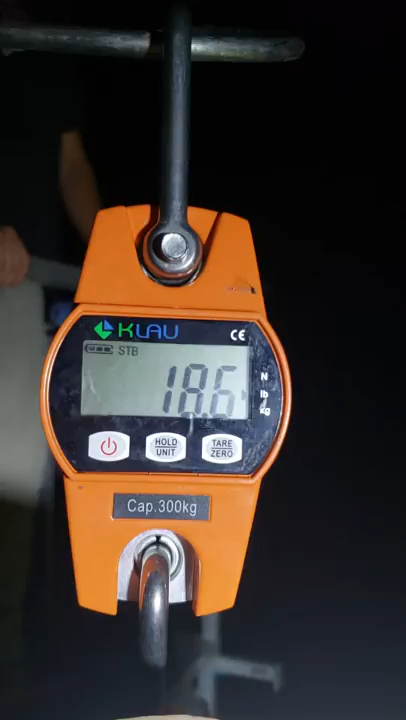 KLAU
CE
STB
18.6
N
lb
kg
HOLD
UNIT
TARE
ZERO
Cap.300kg